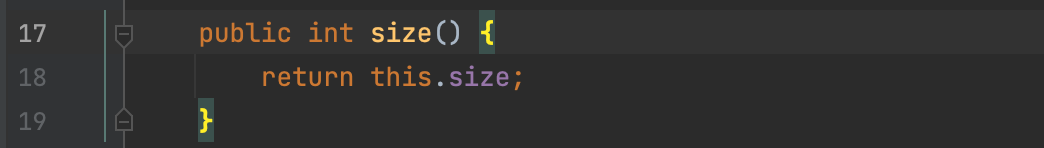 17 public int size() {
18 return this.size;
19 }